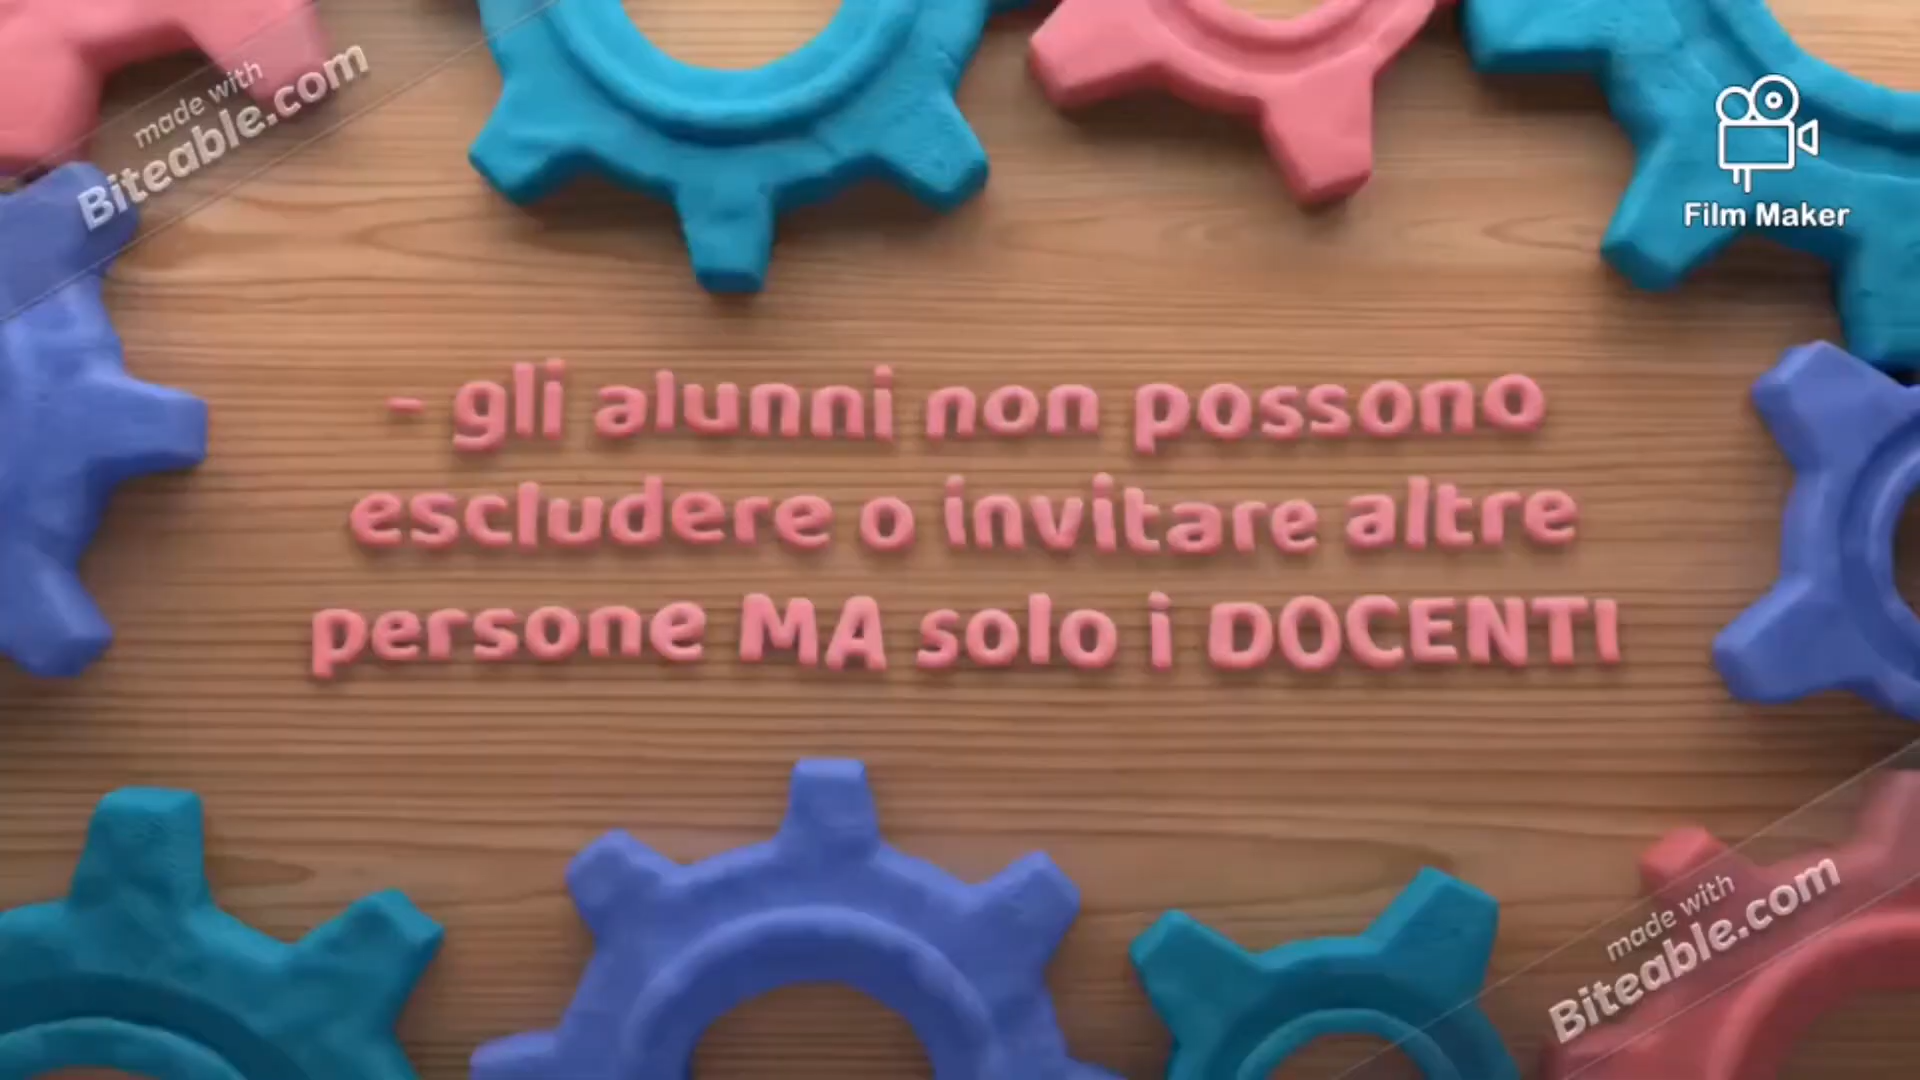 made with
Biteable.com
Film Maker
- gli alunni non possono
escludere o invitare altre
persone MA solo i DOCENTI
made with
Biteable.com